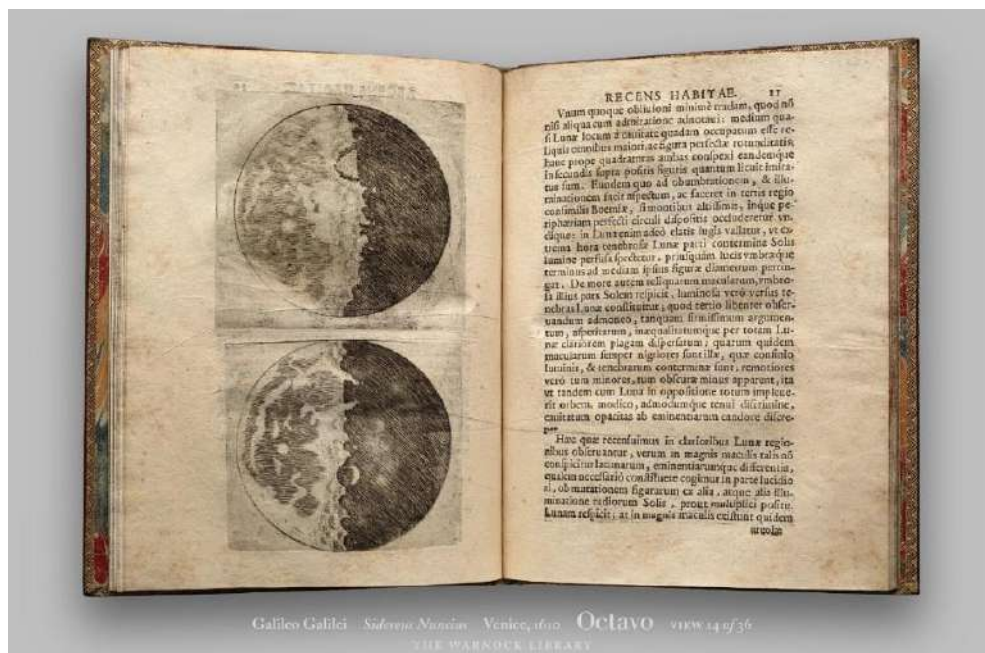 RECENS HABITAE. 11
Vnum quoque obliuioni minimè tradam, quod nõ
nisi aliqua cum admiratione adnotaui: medium qua-
si Lunæ locum à cauitate quadam occupatum esse re-
liquis omnibus maiori, ac figura perfectæ rotunditatis;
hanc prope quadraturas ambas conspexi, eandemque
in secundis supra positis figuris quantum licuit imita-
tus sum. Eundem quo ad obumbrationem, & illu-
minationem facit aspectum, ac faceret in terris regio
consimilis Boemiæ, si montibus altissimis, inque pe-
ripheriam perfecti circuli dispositis occluderetur vn-
dique: in Luna enim adeò elatis iugis vallatur, vt ex-
trema hora tenebrosæ Lunæ parti contermina Solis
lumine perfusa spectetur, priusquam lucis vmbræque
terminus ad mediam ipsius figuræ diametrum pertin-
gat. De more autem reliquarum macularum, vmbro-
sa illius pars Solem respicit, luminosa verò versus te-
nebras Lunæ constituitur; quod tertio libenter obser-
uandum admoneo, tanquam firmissimum argumen-
tum, asperitatum, inæqualitatumque per totam Lu-
næ clariorem plagam dispersarum; quarum quidem
macularum semper nigriores sunt illæ, quæ confinio
luminis, & tenebrarum conterminæ sunt; remotiores
verò tum minores, tum obscuræ minus apparent, ita
vt tandem cum Luna in oppositione totum impleue-
rit orbem, modico, admodumque tenui discrimine,
cauitatum opacitas ab eminentiarum candore discre-
pet.
Hæc quæ recensuimus in clarioribus Lunæ regio-
nibus obseruantur, verum in magnis maculis talis nõ
conspicitur lacunarum, eminentiarumque differentia,
qualem necessariò constituere cogimur in parte lucidio
ri, ob mutationem figurarum ex alia, atque alia illu-
minatione radiorum Solis, prout multiplici positu
Lunam respicit; at in magnis maculis existunt quidem
areolæ
Galileo Galilei Sidereus Nuncius Venice, 1610 Octavo VIEW 14 of 36
THE WARNOCK LIBRARY